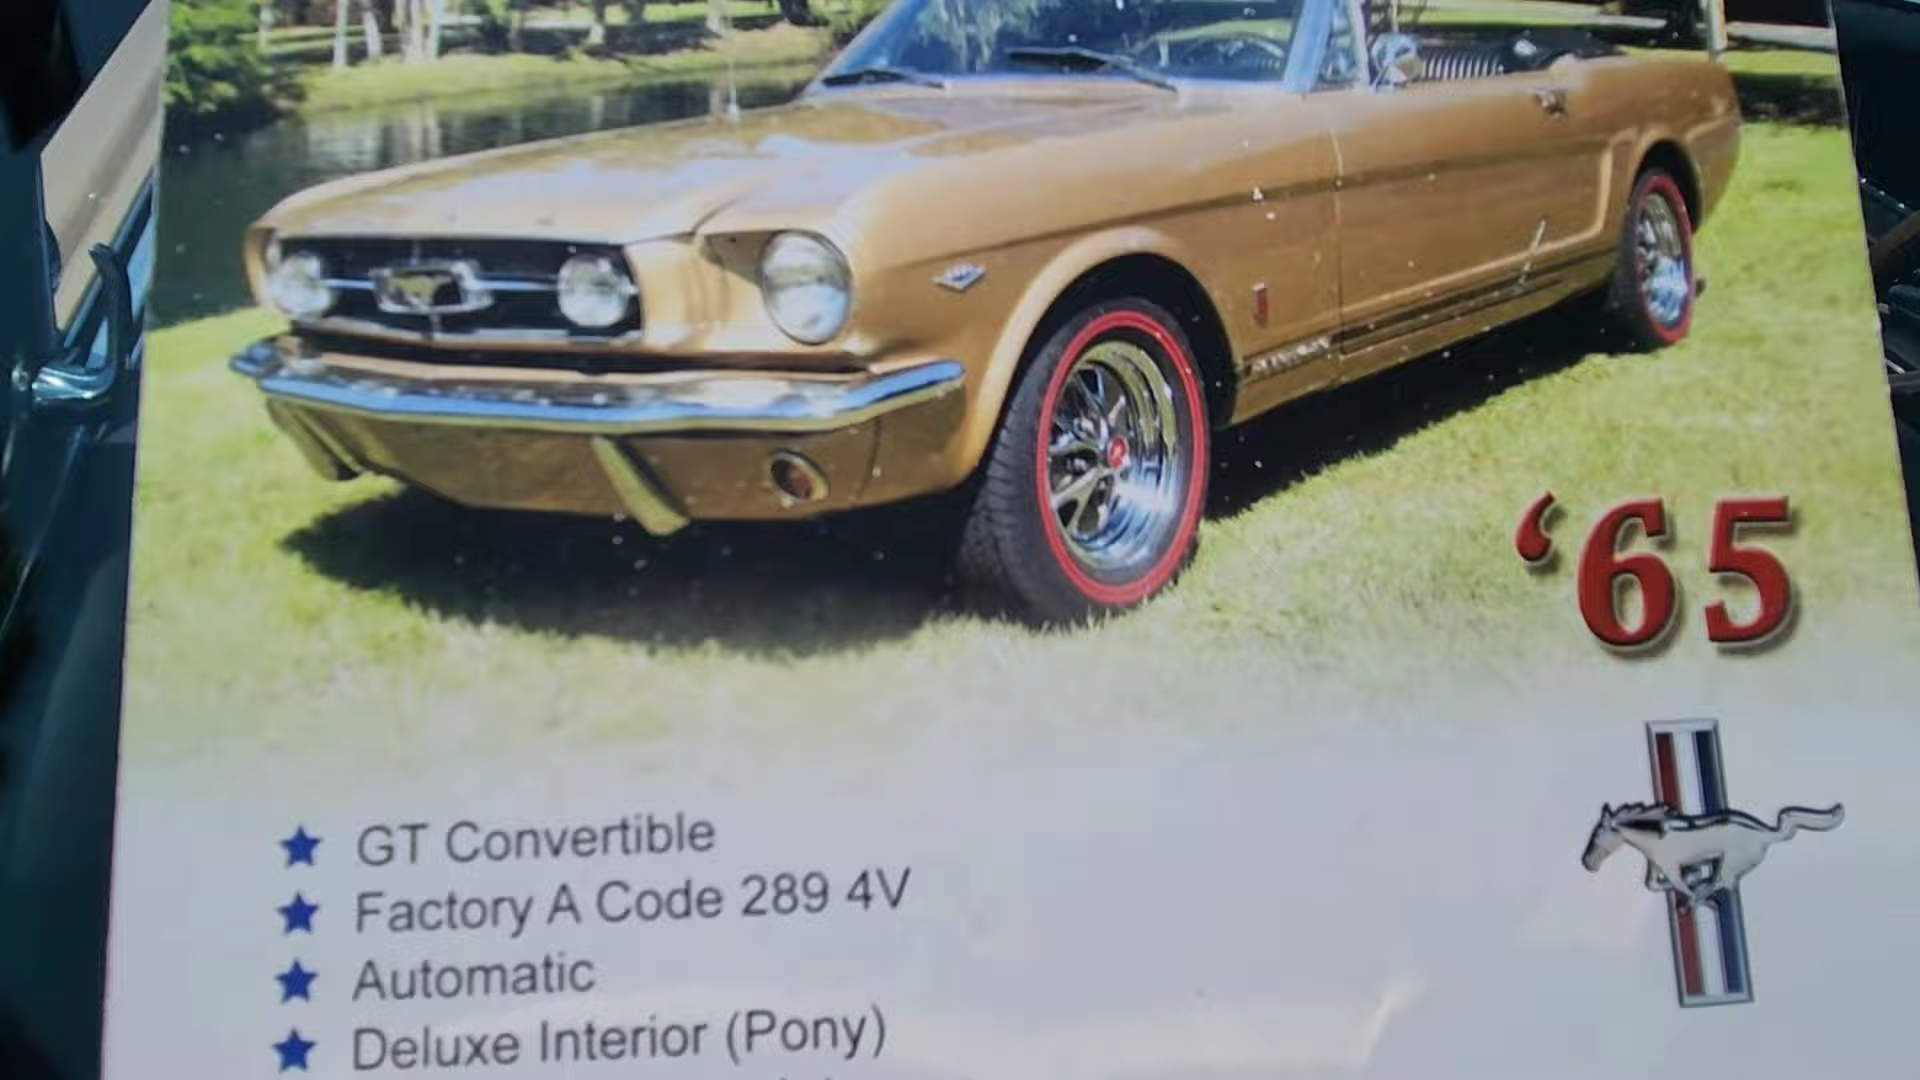 ‘65
GT Convertible
Factory A Code 289 4V
Automatic
Deluxe Interior (Pony)